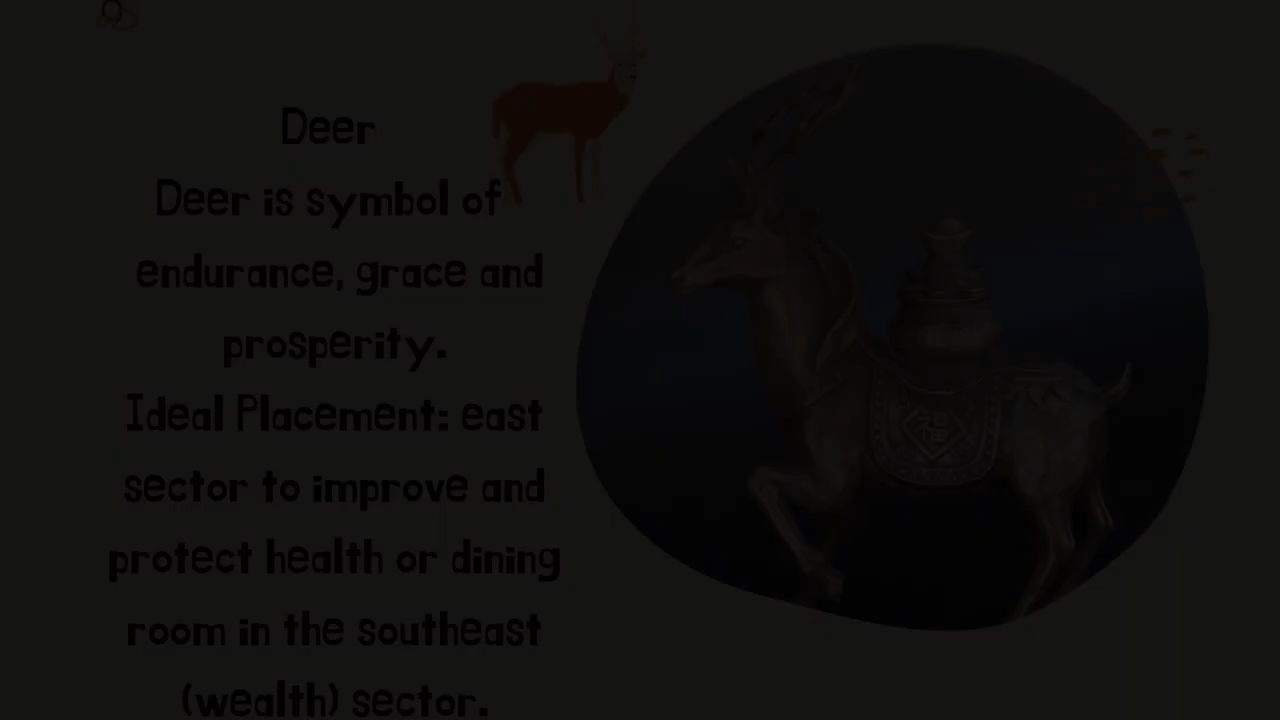 Deer
Deer is symbol of
endurance, grace and
prosperity.
Ideal Placement: east
sector to improve and
protect health or dining
room in the southeast
(wealth) sector.
福